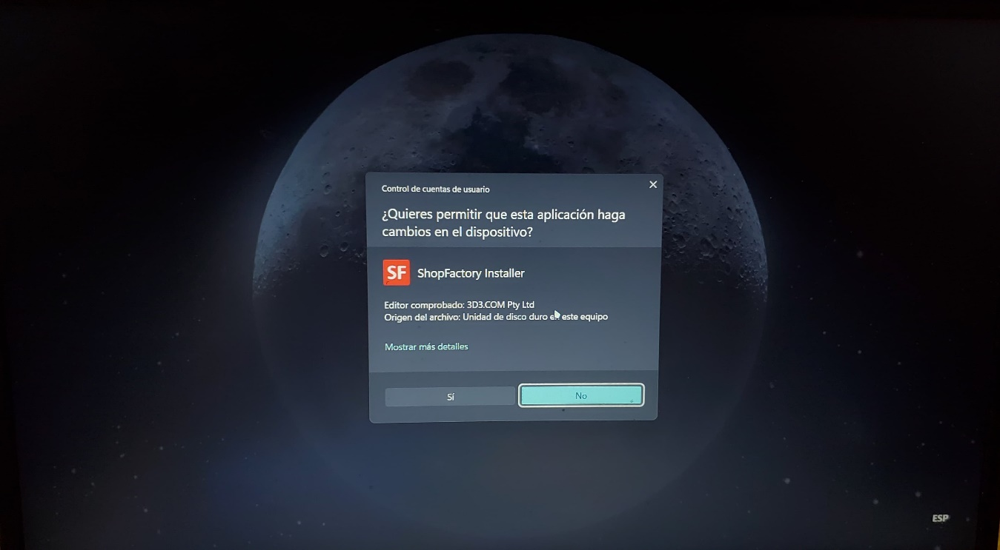 Control de cuentas de usuario
¿Quieres permitir que esta aplicación haga
cambios en el dispositivo?
SF
ShopFactory Installer
Editor comprobado: 3D3.COM Pty Ltd
Origen del archivo: Unidad de disco duro en este equipo
Mostrar más detalles
Sí
No
ESP